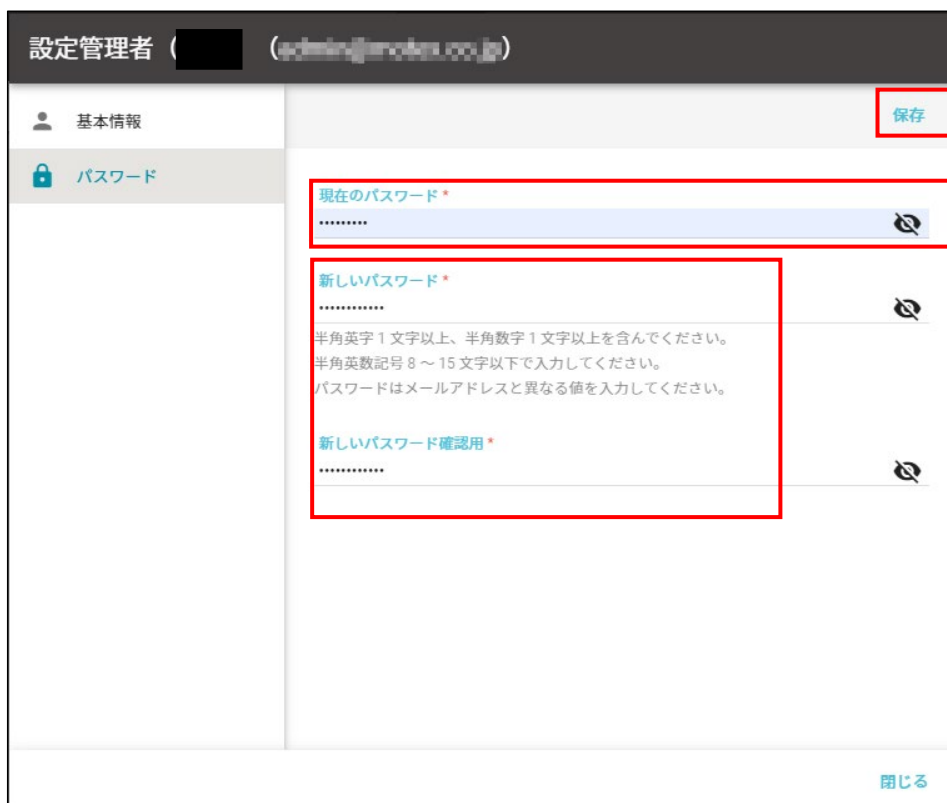 設定管理者（ （ ）
基本情報
保存
パスワード
現在のパスワード *
•••••••••
新しいパスワード *
••••••••••••
半角英字１文字以上、半角数字１文字以上を含んでください。
半角英数記号 8 ～ 15 文字以下で入力してください。
パスワードはメールアドレスと異なる値を入力してください。
新しいパスワード確認用 *
••••••••••••
閉じる